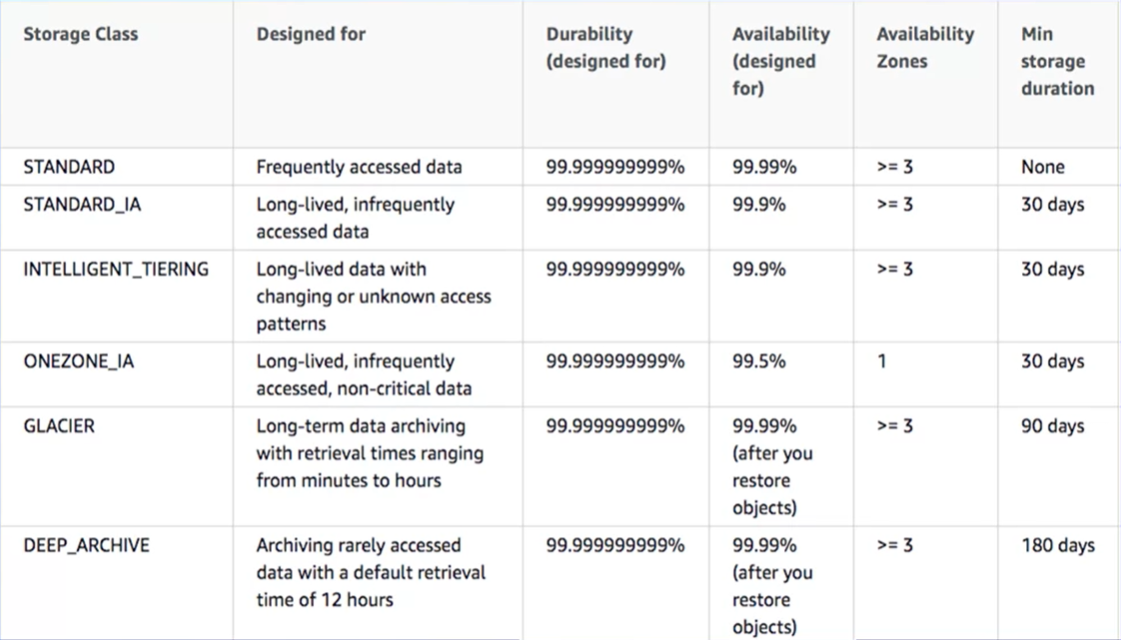 Storage Class Designed for Durability Availability Availability Min
(designed for) (designed Zones storage
for) duration
STANDARD Frequently accessed data 99.999999999% 99.99% >= 3 None
STANDARD_IA Long-lived, infrequently 99.999999999% 99.9% >= 3 30 days
accessed data
INTELLIGENT_TIERING Long-lived data with 99.999999999% 99.9% >= 3 30 days
changing or unknown access
patterns
ONEZONE_IA Long-lived, infrequently 99.999999999% 99.5% 1 30 days
accessed, non-critical data
GLACIER Long-term data archiving 99.999999999% 99.99% >= 3 90 days
with retrieval times ranging (after you
from minutes to hours restore
objects)
DEEP_ARCHIVE Archiving rarely accessed 99.999999999% 99.99% >= 3 180 days
data with a default retrieval (after you
time of 12 hours restore
objects)